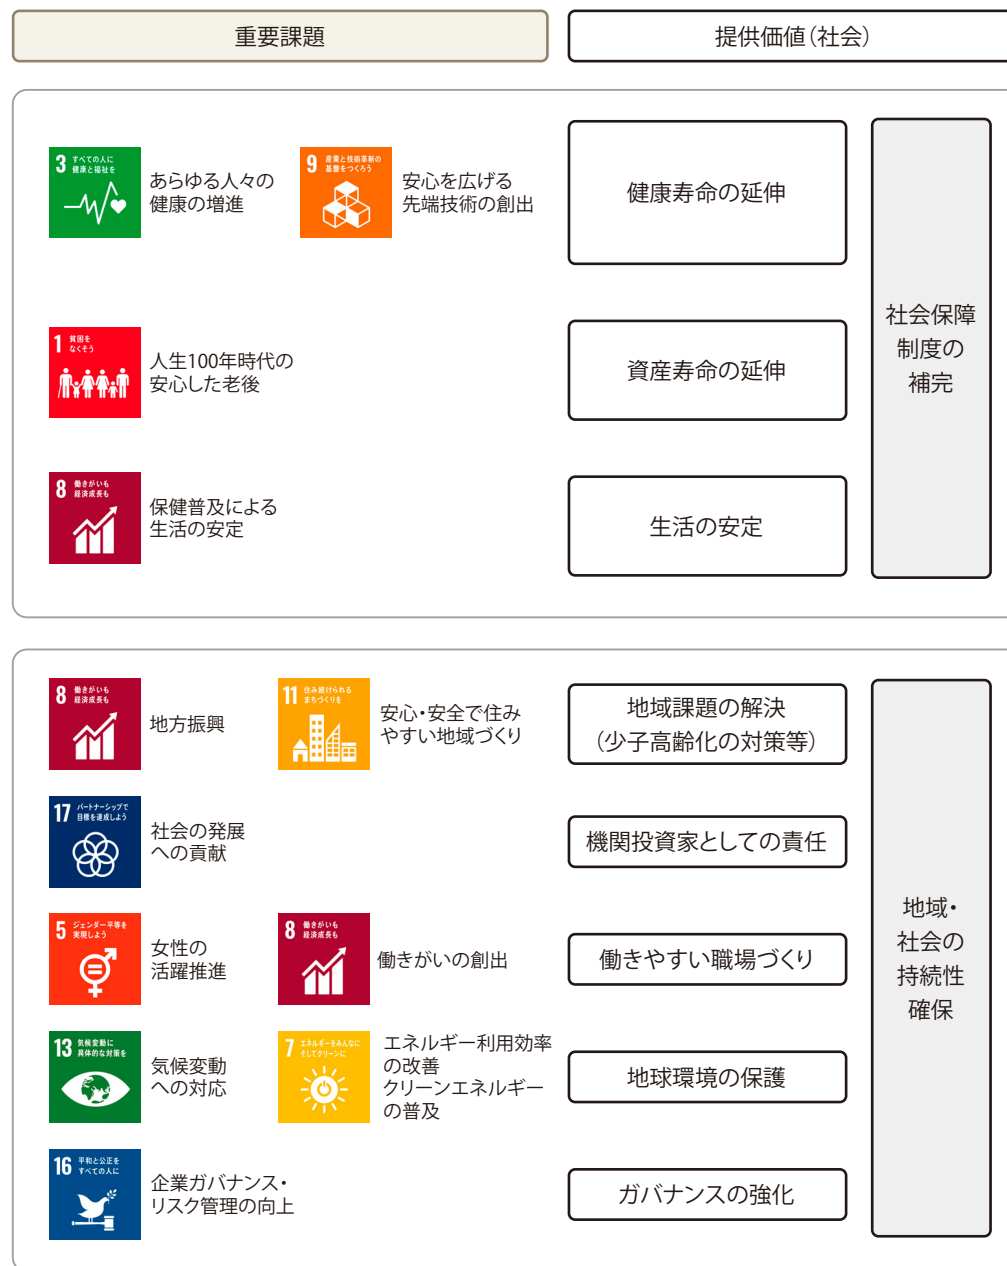 重要課題
提供価値（社会）
3 すべての人に
健康と福祉を
あらゆる人々の
健康の増進
9 産業と技術革新の
基盤をつくろう
安心を広げる
先端技術の創出
健康寿命の延伸
1 貧困を
なくそう
人生100年時代の
安心した老後
資産寿命の延伸
8 働きがいも
経済成長も
保健普及による
生活の安定
生活の安定
社会保障
制度の
補完
8 働きがいも
経済成長も
地方振興
11 住み続けられる
まちづくりを
安心・安全で住み
やすい地域づくり
地域課題の解決
（少子高齢化の対策等）
17 パートナーシップで
目標を達成しよう
社会の発展
への貢献
機関投資家としての責任
5 ジェンダー平等を
実現しよう
女性の
活躍推進
8 働きがいも
経済成長も
働きがいの創出
働きやすい職場づくり
13 気候変動に
具体的な対策を
気候変動
への対応
7 エネルギーをみんなに
そしてクリーンに
エネルギー利用効率
の改善
クリーンエネルギー
の普及
地球環境の保護
16 平和と公正を
すべての人に
企業ガバナンス・
リスク管理の向上
ガバナンスの強化
地域・
社会の
持続性
確保